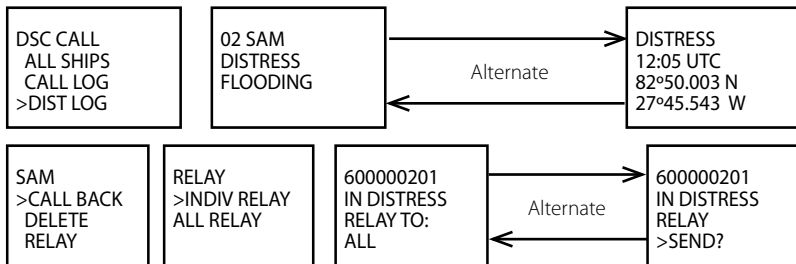 DSC CALL
ALL SHIPS
CALL LOG
>DIST LOG
02 SAM
DISTRESS
FLOODING
Alternate
DISTRESS
12:05 UTC
82º50.003 N
27º45.543 W
SAM
>CALL BACK
DELETE
RELAY
RELAY
>INDIV RELAY
ALL RELAY
600000201
IN DISTRESS
RELAY TO:
ALL
Alternate
600000201
IN DISTRESS
RELAY
>SEND?